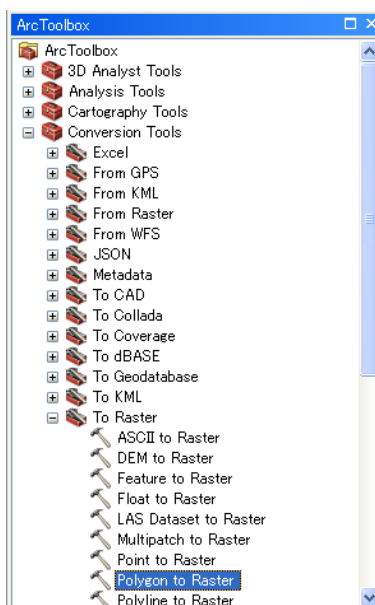 ArcToolbox
ArcToolbox
3D Analyst Tools
Analysis Tools
Cartography Tools
Conversion Tools
Excel
From GPS
From KML
From Raster
From WFS
JSON
Metadata
To CAD
To Collada
To Coverage
To dBASE
To Geodatabase
To KML
To Raster
ASCII to Raster
DEM to Raster
Feature to Raster
Float to Raster
LAS Dataset to Raster
Multipatch to Raster
Point to Raster
Polygon to Raster
Polyline to Raster